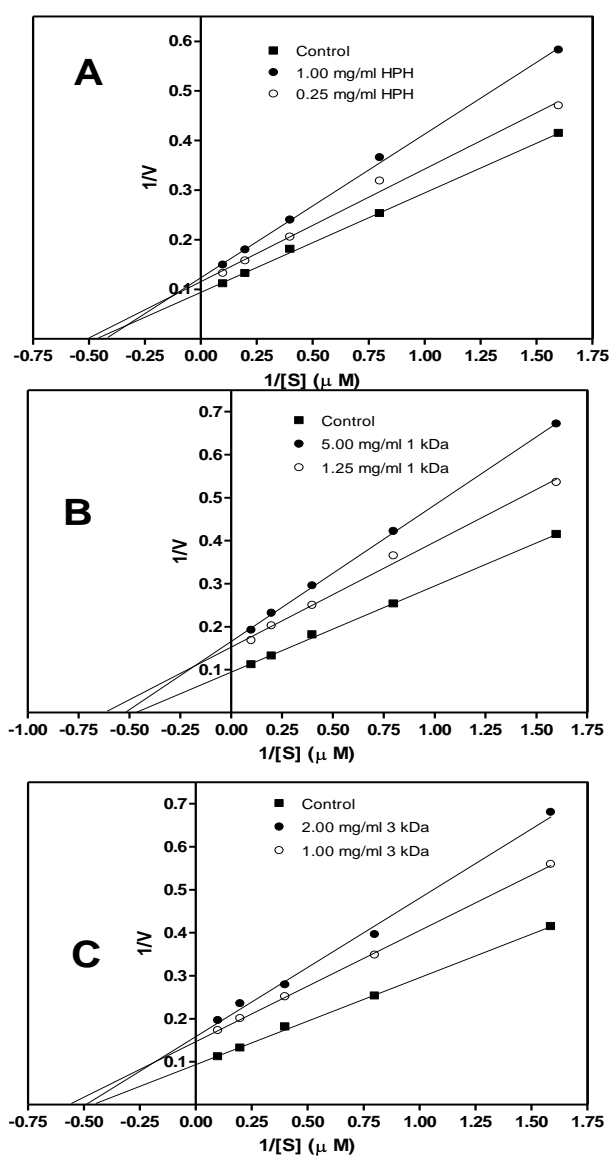 A
Control
1.00 mg/ml HPH
0.25 mg/ml HPH
1/V
0.6
0.5
0.4
0.3
0.2
0.1
-0.75 -0.50 -0.25 0.00 0.25 0.50 0.75 1.00 1.25 1.50 1.75
1/[S] (μ M)
B
Control
5.00 mg/ml 1 kDa
1.25 mg/ml 1 kDa
1/V
0.7
0.6
0.5
0.4
0.3
0.2
0.1
-1.00 -0.75 -0.50 -0.25 0.00 0.25 0.50 0.75 1.00 1.25 1.50 1.75
1/[S] (μ M)
C
Control
2.00 mg/ml 3 kDa
1.00 mg/ml 3 kDa
1/V
0.7
0.6
0.5
0.4
0.3
0.2
0.1
-0.75 -0.50 -0.25 0.00 0.25 0.50 0.75 1.00 1.25 1.50 1.75
1/[S] (μ M)